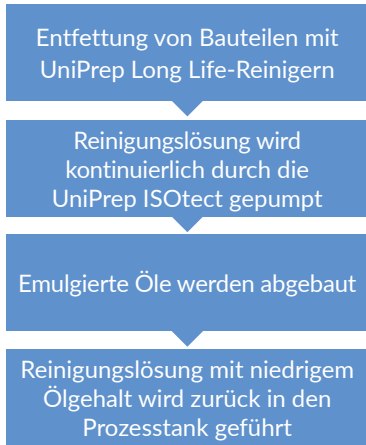 Entfettung von Bauteilen mit
UniPrep Long Life-Reinigern
Reinigungslösung wird
kontinuierlich durch die
UniPrep ISOtect gepumpt
Emulgierte Öle werden abgebaut
Reinigungslösung mit niedrigem
Ölgehalt wird zurück in den
Prozesstank geführt